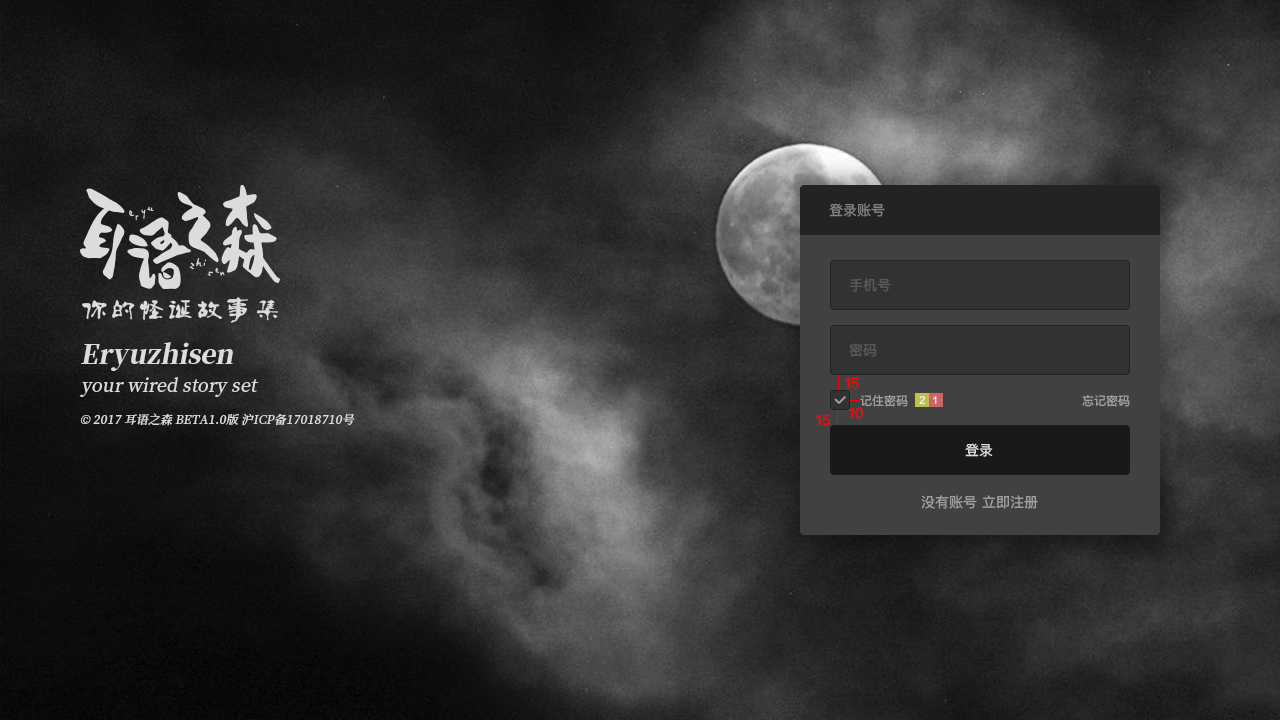 耳语之森
eryu
zhi
sen
你的怪诞故事集
Eryuzhisen
your wired story set
© 2017 耳语之森 BETA1.0版 沪ICP备17018710号
登录账号
手机号
密码
15
记住密码 2 1
忘记密码
10
15
登录
没有账号 立即注册